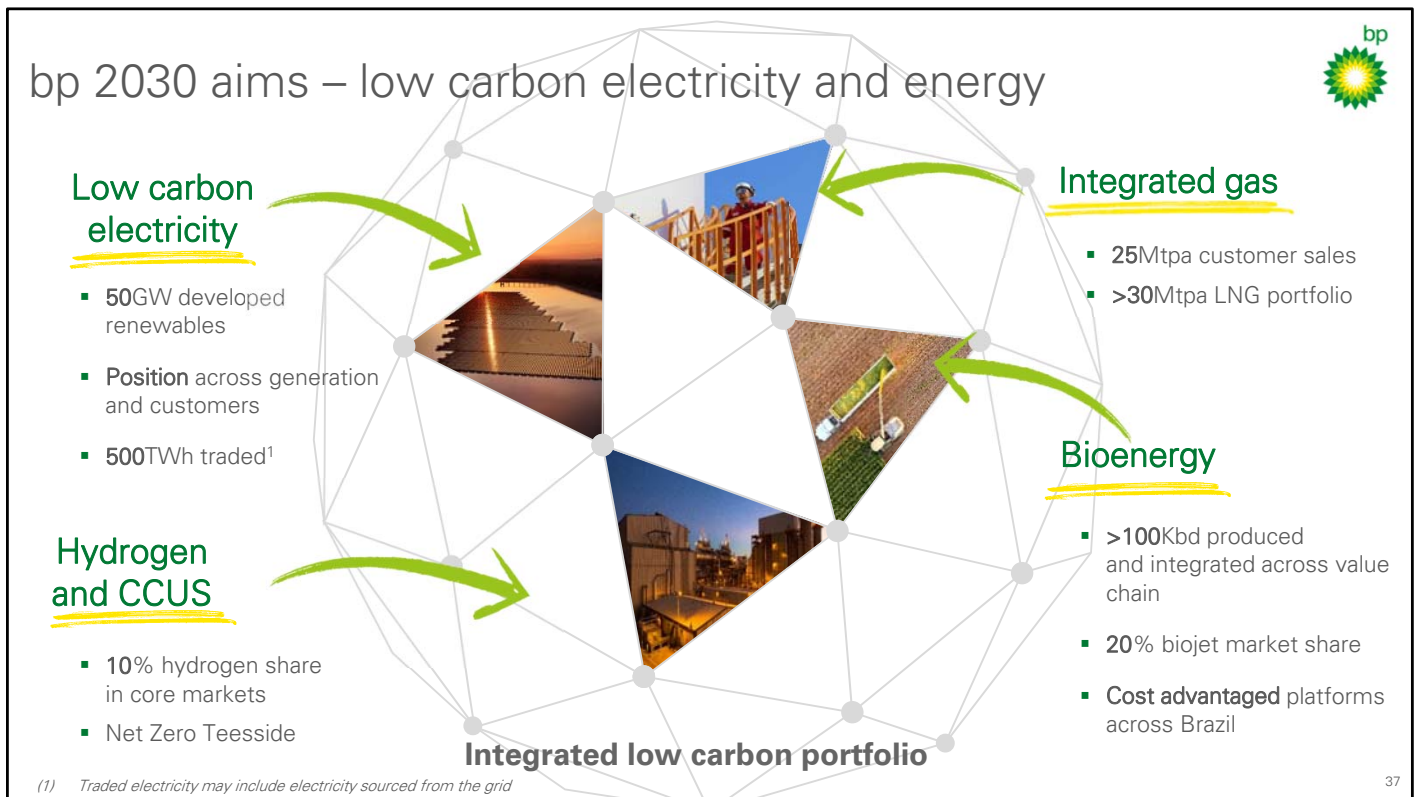 bp
bp 2030 aims – low carbon electricity and energy
Low carbon
electricity
▪ 50GW developed
renewables
▪ Position across generation
and customers
▪ 500TWh traded¹
Hydrogen
and CCUS
▪ 10% hydrogen share
in core markets
▪ Net Zero Teesside
Integrated gas
▪ 25Mtpa customer sales
▪ >30Mtpa LNG portfolio
Bioenergy
▪ >100Kbd produced
and integrated across value
chain
▪ 20% biojet market share
▪ Cost advantaged platforms
across Brazil
Integrated low carbon portfolio
(1) Traded electricity may include electricity sourced from the grid
37